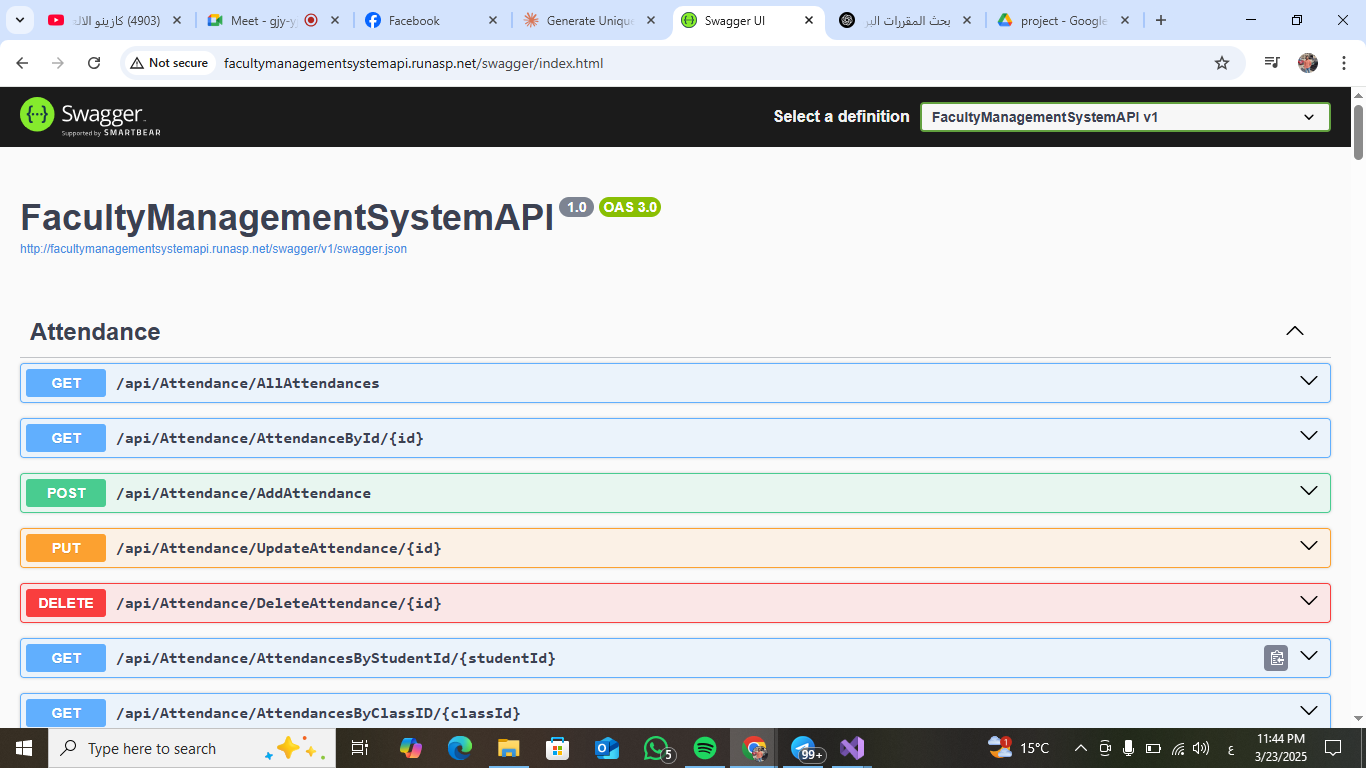 (4903) كازينو الالـ
Meet - gjy-y
Facebook
Generate Unique
Swagger UI
بحث المقررات البر
project - Google
Not secure
facultymanagementsystemapi.runasp.net/swagger/index.html
Swagger
Supported by SMARTBEAR
Select a definition
FacultyManagementSystemAPI v1
FacultyManagementSystemAPI 1.0 OAS 3.0
http://facultymanagementsystemapi.runasp.net/swagger/v1/swagger.json
Attendance
GET /api/Attendance/AllAttendances
GET /api/Attendance/AttendanceById/{id}
POST /api/Attendance/AddAttendance
PUT /api/Attendance/UpdateAttendance/{id}
DELETE /api/Attendance/DeleteAttendance/{id}
GET /api/Attendance/AttendancesByStudentId/{studentId}
GET /api/Attendance/AttendancesByClassID/{classId}
Type here to search
5
99+
1
15°C
ع
11:44 PM
3/23/2025